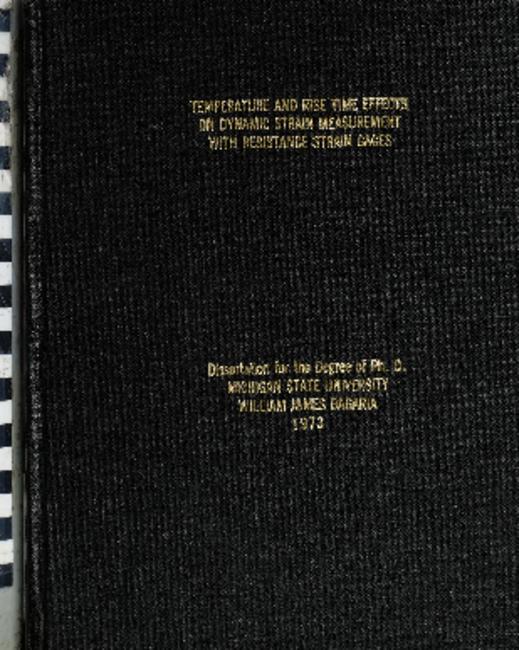 TEMPERATURE AND RISE TIME EFFECTS
ON DYNAMIC STRAIN MEASUREMENT
WITH RESISTANCE STRAIN GAGES
Dissertation for the Degree of Ph. D.
MICHIGAN STATE UNIVERSITY
WILLIAM JAMES BAGARIA
1973